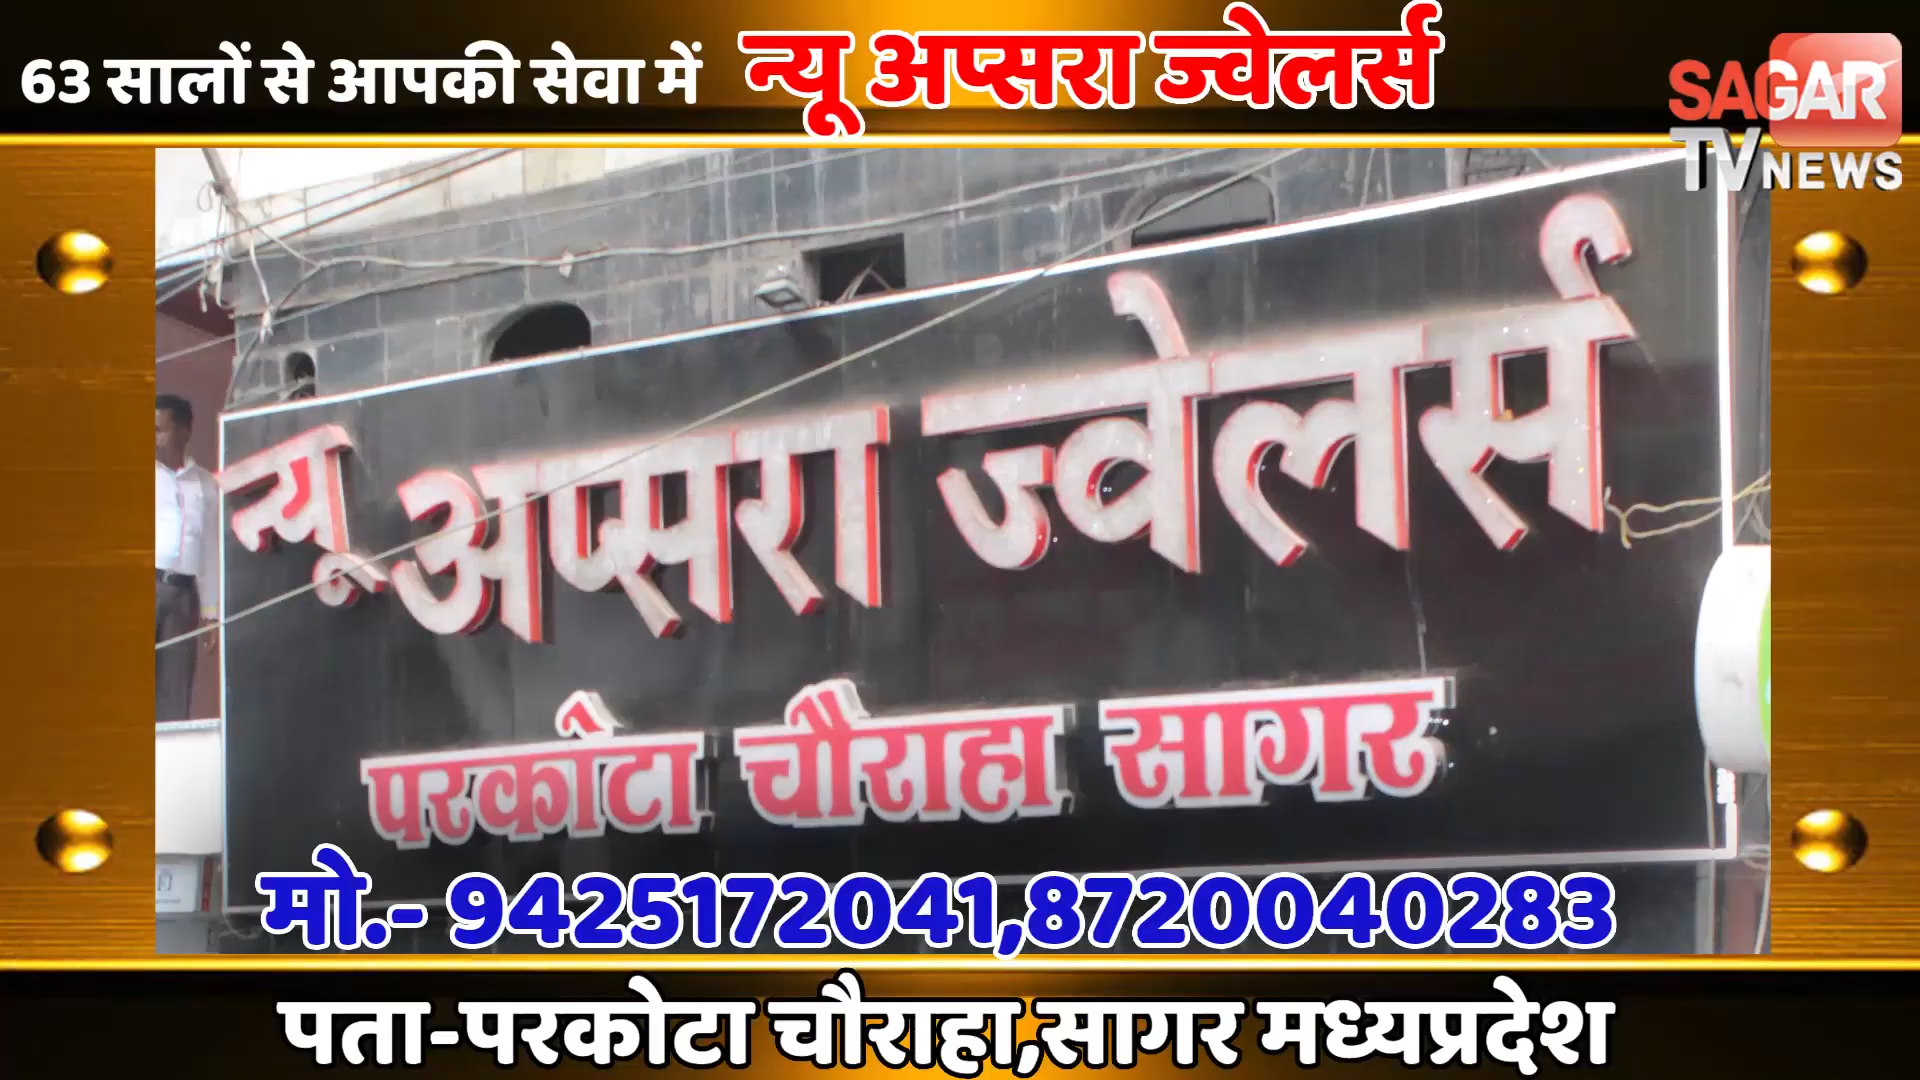 63 सालों से आपकी सेवा में न्यू अप्सरा ज्वेलर्स
SAGAR
TV NEWS
न्यू अप्सरा ज्वेलर्स
परकोटा चौराहा सागर
मो.- 9425172041,8720040283
पता-परकोटा चौराहा,सागर मध्यप्रदेश